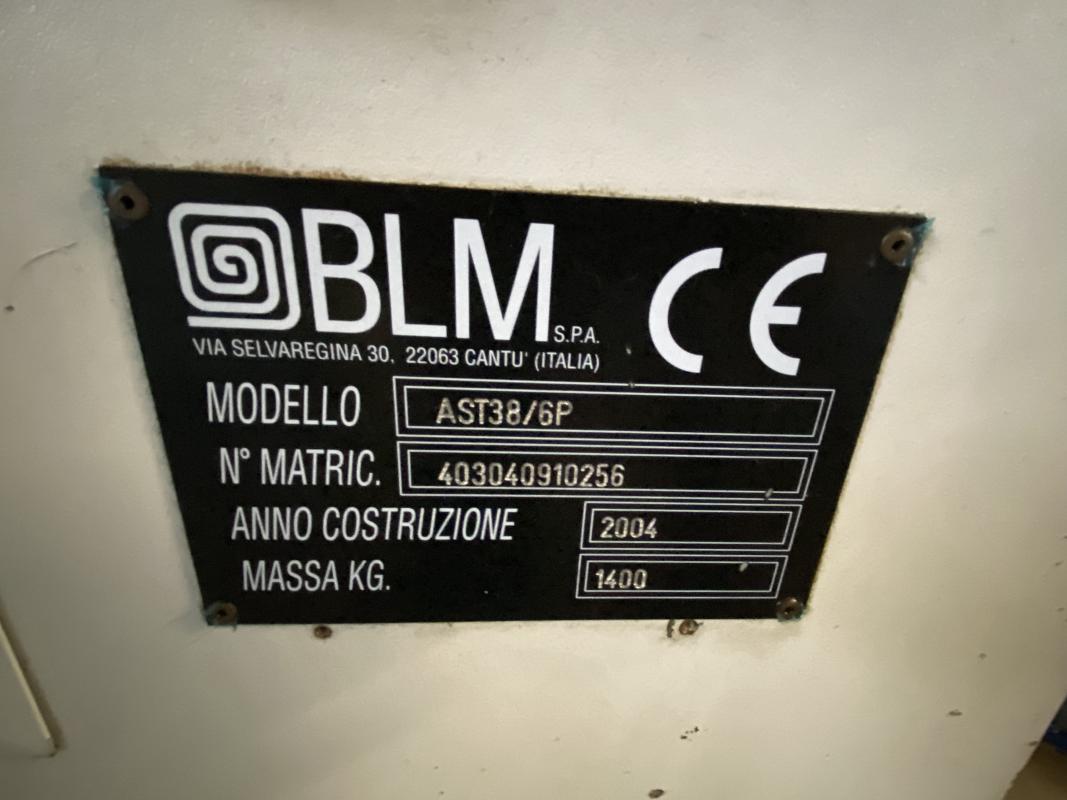 BLM S.P.A. CE
VIA SELVAREGINA 30, 22063 CANTU' (ITALIA)
MODELLO AST38/6P
N° MATRIC. 403040910256
ANNO COSTRUZIONE 2004
MASSA KG. 1400